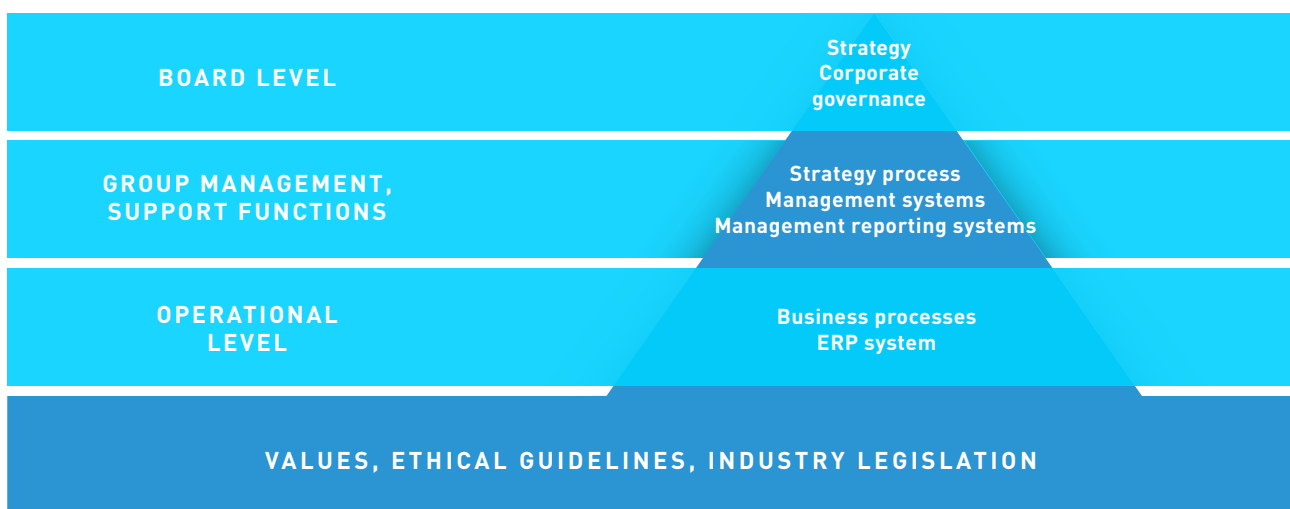 BOARD LEVEL
Strategy
Corporate
governance
GROUP MANAGEMENT,
SUPPORT FUNCTIONS
Strategy process
Management systems
Management reporting systems
OPERATIONAL
LEVEL
Business processes
ERP system
VALUES, ETHICAL GUIDELINES, INDUSTRY LEGISLATION